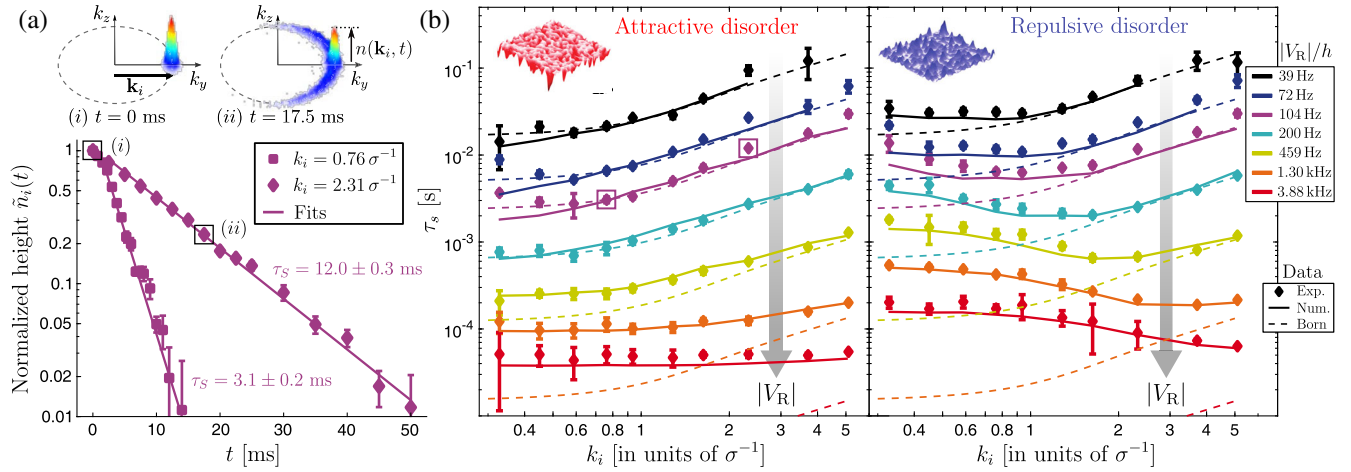 (a)
k_z
k_y
k_i
(i) t = 0 ms
k_z
k_y
n(k_i, t)
(ii) t = 17.5 ms
Normalized height ñ_i(t)
1
0.5
0.2
0.1
0.05
0.02
0.01
(i)
(ii)
k_i = 0.76 σ⁻¹
k_i = 2.31 σ⁻¹
Fits
τ_S = 12.0 ± 0.3 ms
τ_S = 3.1 ± 0.2 ms
0 10 20 30 40 50
t [ms]
(b)
τ_s [s]
10⁻¹
10⁻²
10⁻³
10⁻⁴
Attractive disorder
|V_R|
0.4 0.6 0.8 1 2 3 4 5
k_i [in units of σ⁻¹]
Repulsive disorder
|V_R|
0.4 0.6 0.8 1 2 3 4 5
k_i [in units of σ⁻¹]
|V_R|/h
39 Hz
72 Hz
104 Hz
200 Hz
459 Hz
1.30 kHz
3.88 kHz
Data
Exp.
Num.
Born